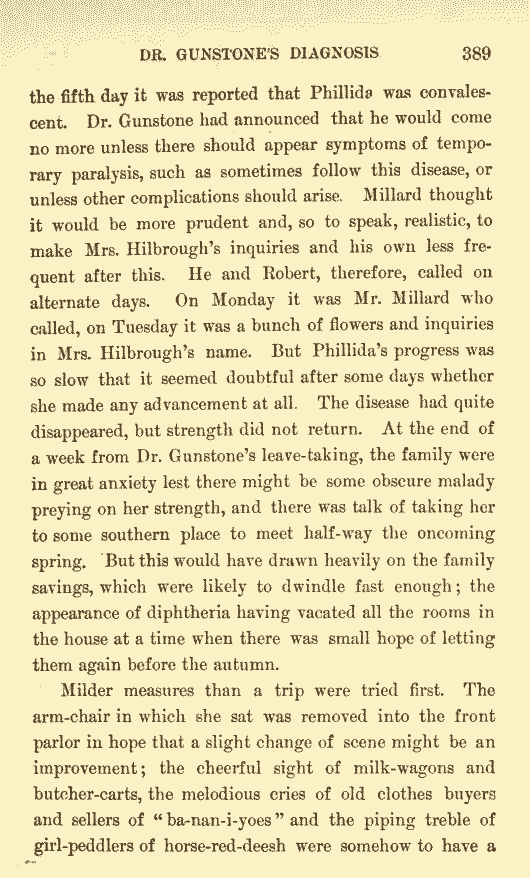 DR. GUNSTONE'S DIAGNOSIS 389
the fifth day it was reported that Phillida was convales-
cent. Dr. Gunstone had announced that he would come
no more unless there should appear symptoms of tempo-
rary paralysis, such as sometimes follow this disease, or
unless other complications should arise. Millard thought
it would be more prudent and, so to speak, realistic, to
make Mrs. Hilbrough's inquiries and his own less fre-
quent after this. He and Robert, therefore, called on
alternate days. On Monday it was Mr. Millard who
called, on Tuesday it was a bunch of flowers and inquiries
in Mrs. Hilbrough's name. But Phillida's progress was
so slow that it seemed doubtful after some days whether
she made any advancement at all. The disease had quite
disappeared, but strength did not return. At the end of
a week from Dr. Gunstone's leave-taking, the family were
in great anxiety lest there might be some obscure malady
preying on her strength, and there was talk of taking her
to some southern place to meet half-way the oncoming
spring. But this would have drawn heavily on the family
savings, which were likely to dwindle fast enough; the
appearance of diphtheria having vacated all the rooms in
the house at a time when there was small hope of letting
them again before the autumn.
Milder measures than a trip were tried first. The
arm-chair in which she sat was removed into the front
parlor in hope that a slight change of scene might be an
improvement; the cheerful sight of milk-wagons and
butcher-carts, the melodious cries of old clothes buyers
and sellers of "ba-nan-i-yoes" and the piping treble of
girl-peddlers of horse-red-deesh were somehow to have a